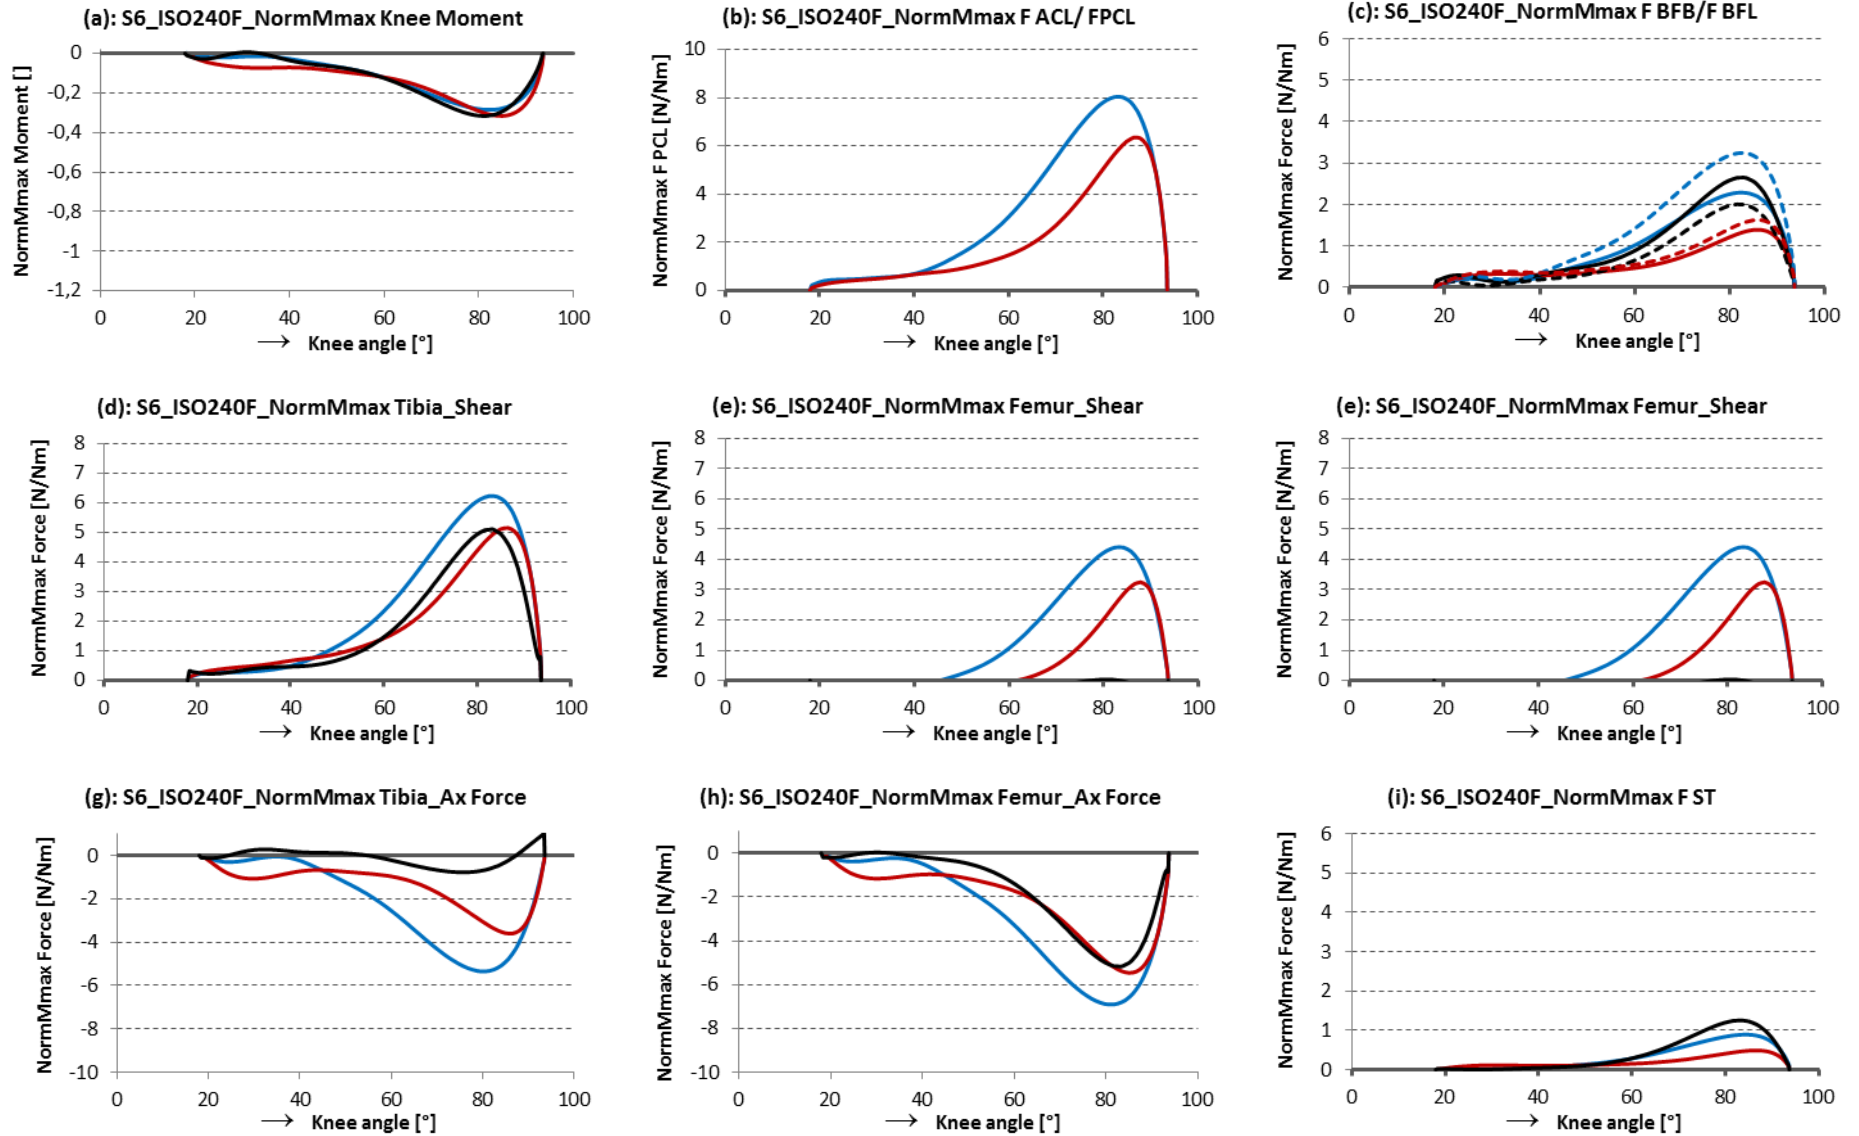 (a): S6_ISO240F_NormMmax Knee Moment
NormMmax Moment []
0
-0,2
-0,4
-0,6
-0,8
-1
-1,2
0 20 40 60 80 100
→ Knee angle [°]
(b): S6_ISO240F_NormMmax F ACL/ FPCL
NormMmax F PCL [N/Nm]
10
8
6
4
2
0
0 20 40 60 80 100
→ Knee angle [°]
(c): S6_ISO240F_NormMmax F BFB/F BFL
NormMmax Force [N/Nm]
6
5
4
3
2
1
0
0 20 40 60 80 100
→ Knee angle [°]
(d): S6_ISO240F_NormMmax Tibia_Shear
NormMmax Force [N/Nm]
8
7
6
5
4
3
2
1
0
0 20 40 60 80 100
→ Knee angle [°]
(e): S6_ISO240F_NormMmax Femur_Shear
NormMmax Force [N/Nm]
8
7
6
5
4
3
2
1
0
0 20 40 60 80 100
→ Knee angle [°]
(e): S6_ISO240F_NormMmax Femur_Shear
NormMmax Force [N/Nm]
8
7
6
5
4
3
2
1
0
0 20 40 60 80 100
→ Knee angle [°]
(g): S6_ISO240F_NormMmax Tibia_Ax Force
NormMmax Force [N/Nm]
0
-2
-4
-6
-8
-10
0 20 40 60 80 100
→ Knee angle [°]
(h): S6_ISO240F_NormMmax Femur_Ax Force
NormMmax Force [N/Nm]
0
-2
-4
-6
-8
-10
0 20 40 60 80 100
→ Knee angle [°]
(i): S6_ISO240F_NormMmax F ST
NormMmax Force [N/Nm]
6
5
4
3
2
1
0
0 20 40 60 80 100
→ Knee angle [°]